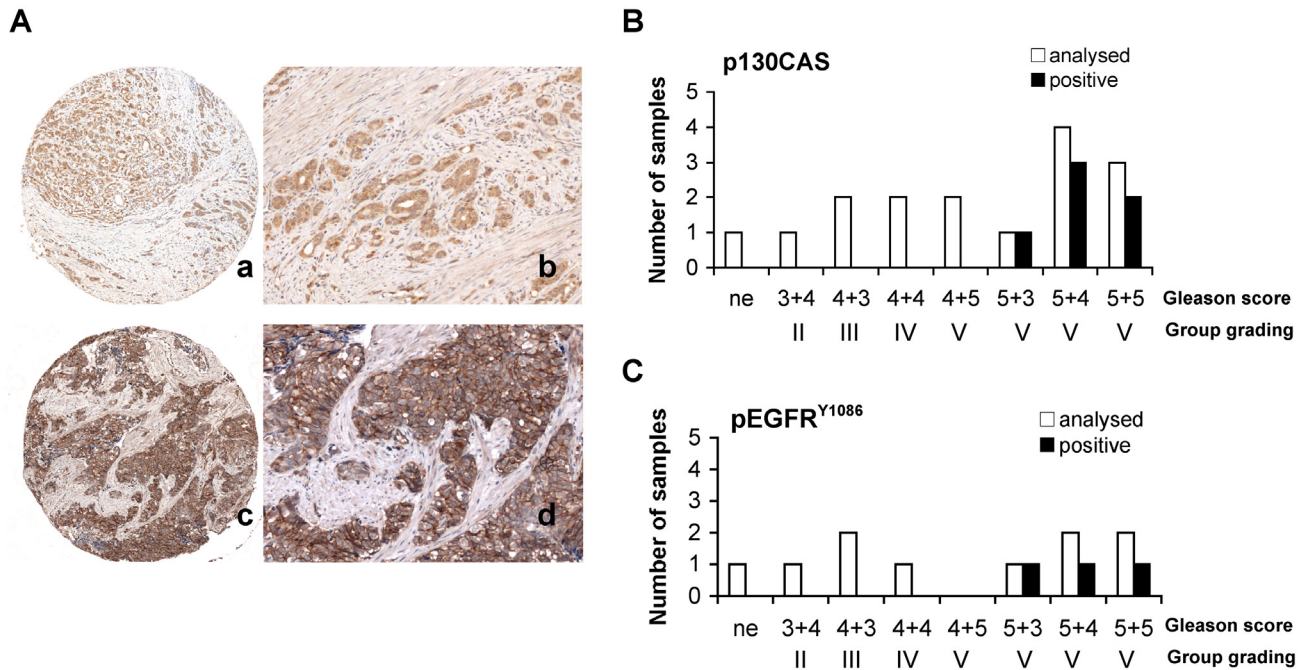 A
a
b
c
d
B
p130CAS
analysed
positive
Number of samples
5
4
3
2
1
0
ne 3+4 4+3 4+4 4+5 5+3 5+4 5+5 Gleason score
II III IV V V V V Group grading
C
pEGFR^Y1086
analysed
positive
Number of samples
5
4
3
2
1
0
ne 3+4 4+3 4+4 4+5 5+3 5+4 5+5 Gleason score
II III IV V V V V Group grading